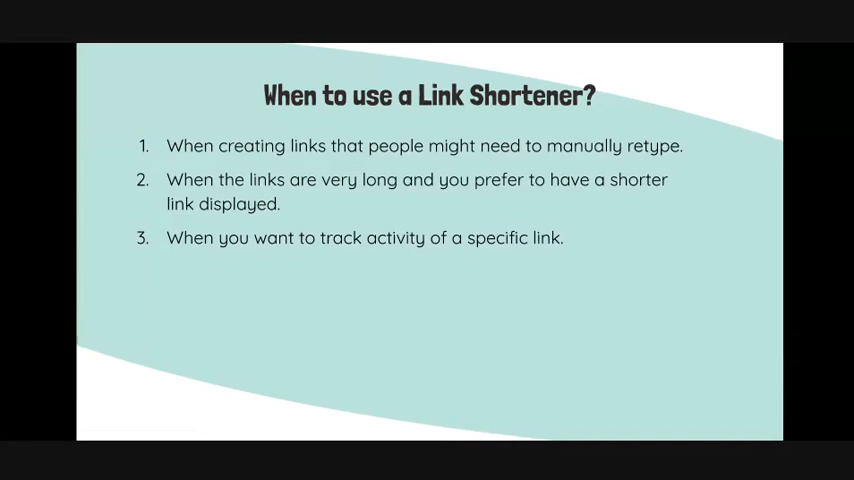 When to use a Link Shortener?
1. When creating links that people might need to manually retype.
2. When the links are very long and you prefer to have a shorter
link displayed.
3. When you want to track activity of a specific link.